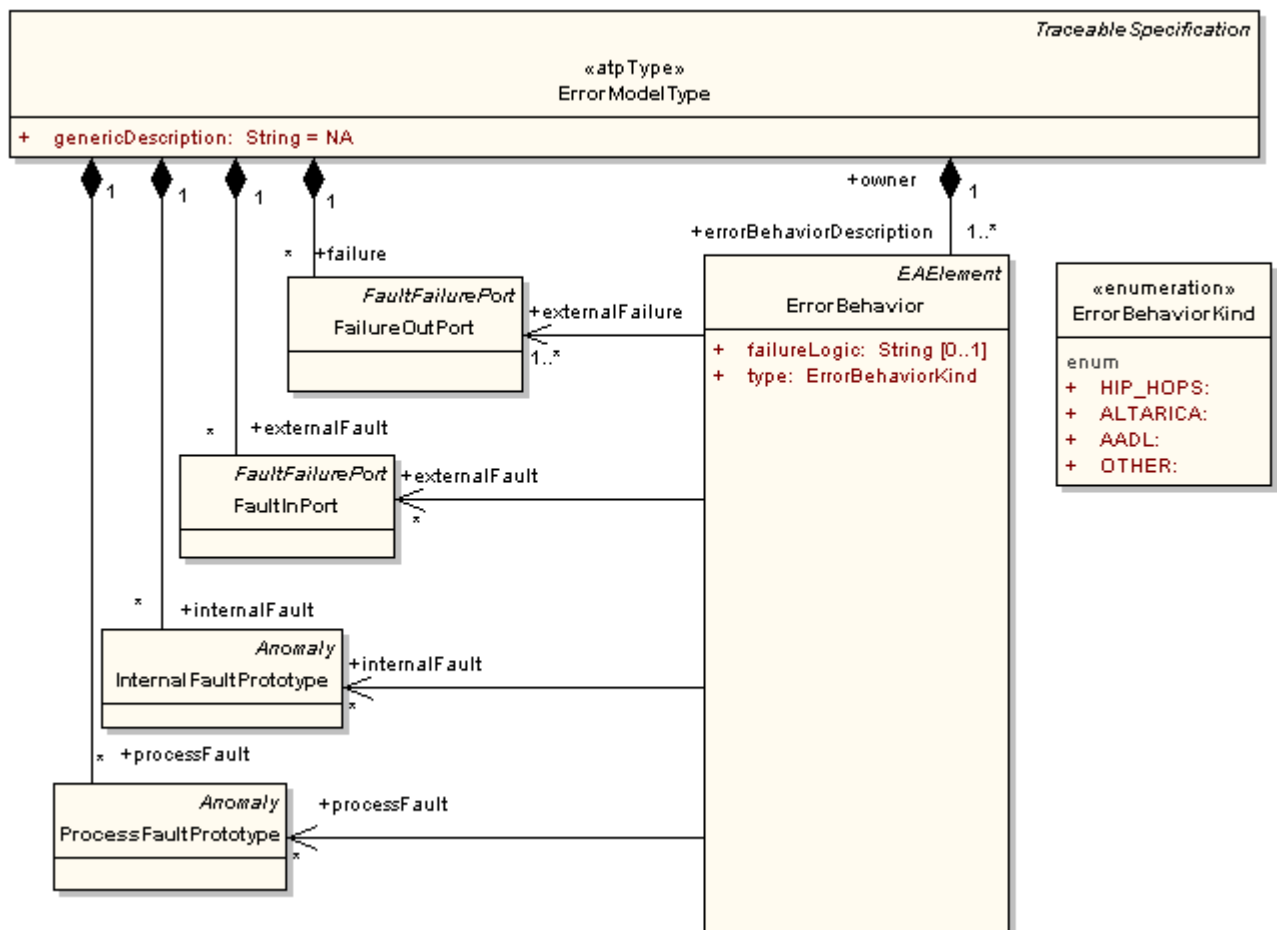 TraceableSpecification
«atpType»
ErrorModelType
+ genericDescription: String = NA
1
1
1
1
+owner
1
+errorBehaviorDescription
1..*
* +failure
FaultFailurePort
FailureOutPort
+externalFailure
1..*
EAElement
ErrorBehavior
+ failureLogic: String [0..1]
+ type: ErrorBehaviorKind
«enumeration»
ErrorBehaviorKind
enum
+ HIP_HOPS:
+ ALTARICA:
+ AADL:
+ OTHER:
* +externalFault
FaultFailurePort
FaultInPort
+externalFault
*
* +internalFault
Anomaly
InternalFaultPrototype
+internalFault
*
* +processFault
Anomaly
ProcessFaultPrototype
+processFault
*